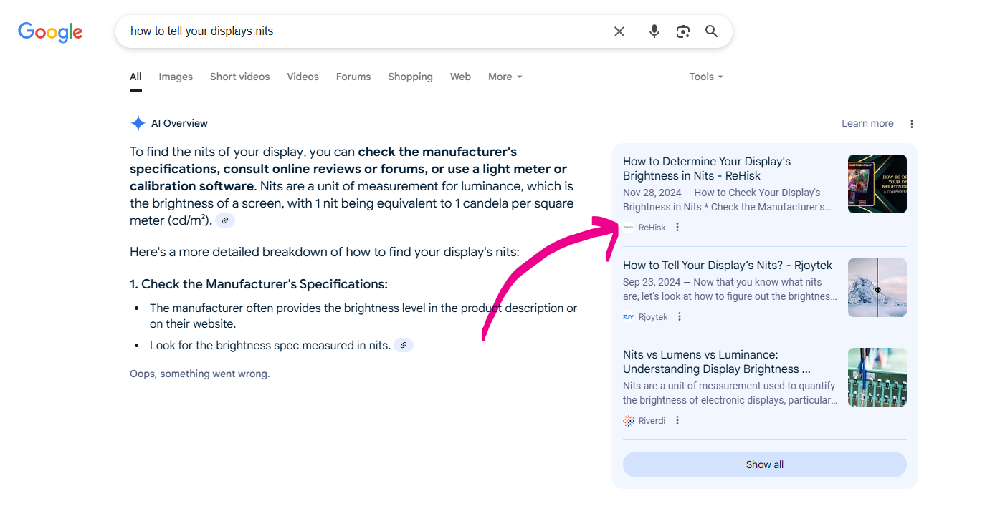 Google
how to tell your displays nits
All Images Short videos Videos Forums Shopping Web More Tools
AI Overview
Learn more
To find the nits of your display, you can check the manufacturer's
specifications, consult online reviews or forums, or use a light meter or
calibration software. Nits are a unit of measurement for luminance, which is
the brightness of a screen, with 1 nit being equivalent to 1 candela per square
meter (cd/m²).
Here's a more detailed breakdown of how to find your display's nits:
1. Check the Manufacturer's Specifications:
• The manufacturer often provides the brightness level in the product description or
on their website.
• Look for the brightness spec measured in nits.
Oops, something went wrong.
How to Determine Your Display's
Brightness in Nits - ReHisk
Nov 28, 2024 — How to Check Your Display's
Brightness in Nits * Check the Manufacturer's...
ReHisk
How to Tell Your Display’s Nits? - Rjoytek
Sep 23, 2024 — Now that you know what nits
are, let's look at how to figure out the brightnes...
Rjoytek
Nits vs Lumens vs Luminance:
Understanding Display Brightness ...
Nits are a unit of measurement used to quantify
the brightness of electronic displays, particular...
Riverdi
Show all